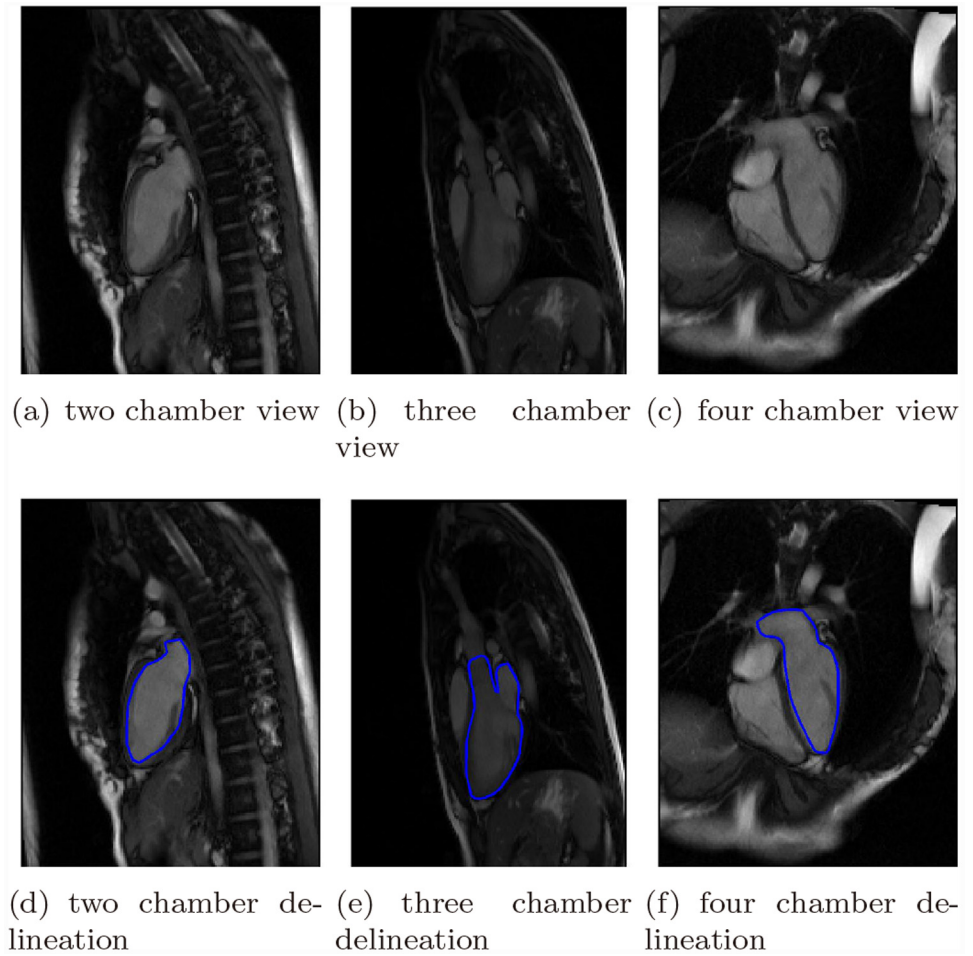 (a) two chamber view
(b) three chamber
view
(c) four chamber view
(d) two chamber de-
lineation
(e) three chamber
delineation
(f) four chamber de-
lineation